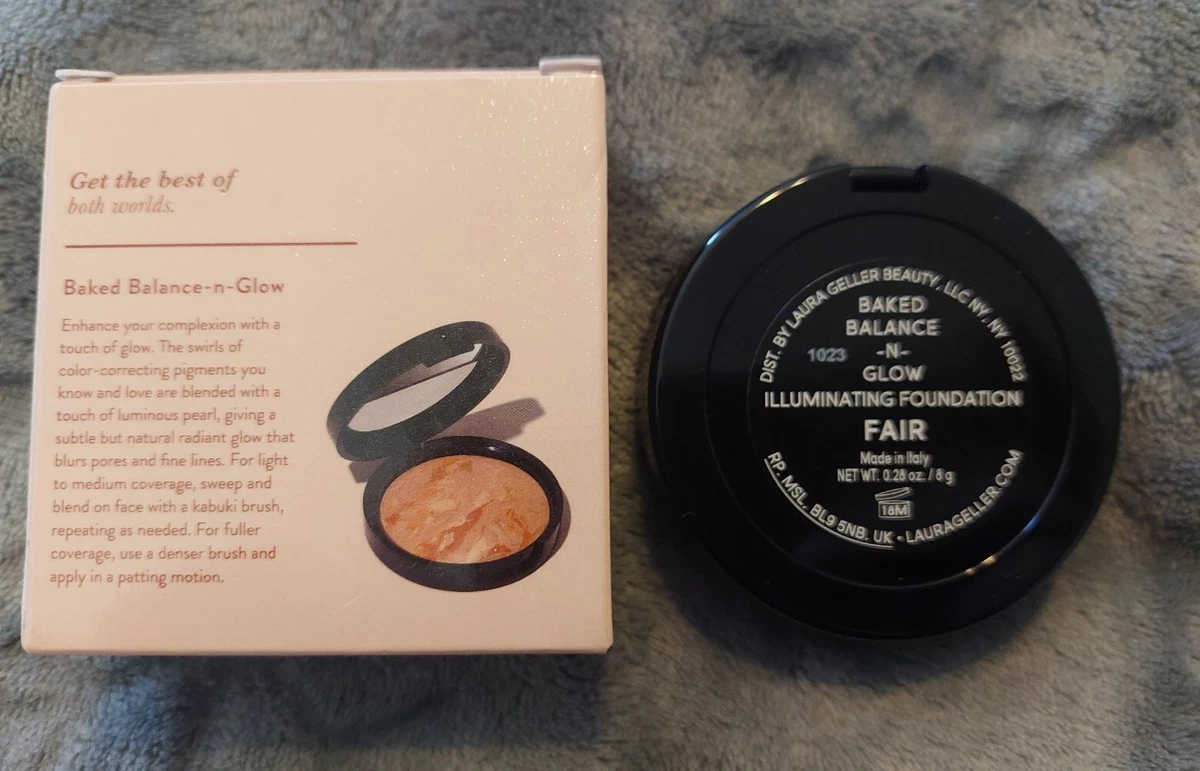 Get the best of
both worlds.
Baked Balance-n-Glow
Enhance your complexion with a
touch of glow. The swirls of
color-correcting pigments you
know and love are blended with a
touch of luminous pearl, giving a
subtle but natural radiant glow that
blurs pores and fine lines. For light
to medium coverage, sweep and
blend on face with a kabuki brush,
repeating as needed. For fuller
coverage, use a denser brush and
apply in a patting motion.
DIST. BY LAURA GELLER BEAUTY, LLC NY, NY 10022
BAKED
BALANCE
1023 -N-
GLOW
ILLUMINATING FOUNDATION
FAIR
Made in Italy
NET WT. 0.28 oz. / 8 g
18M
RP, MSL, BL9 5NB. UK • LAURAGELLER.COM